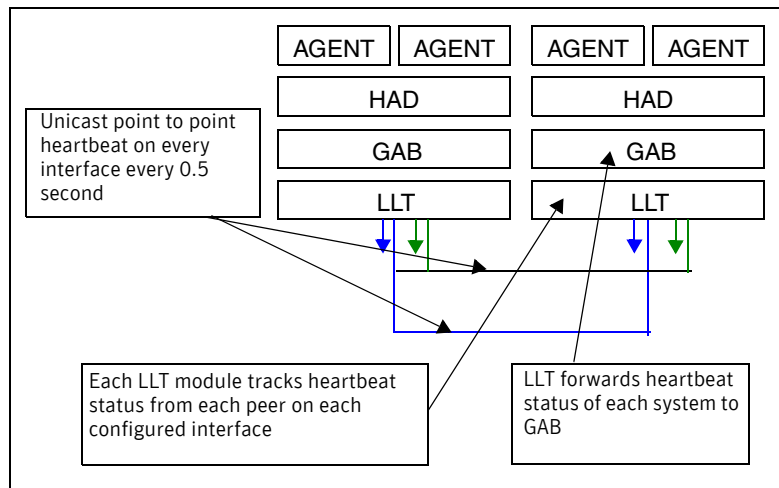 AGENT AGENT AGENT AGENT
HAD HAD
Unicast point to point
heartbeat on every
interface every 0.5
second
GAB GAB
LLT LLT
Each LLT module tracks heartbeat
status from each peer on each
configured interface
LLT forwards heartbeat
status of each system to
GAB